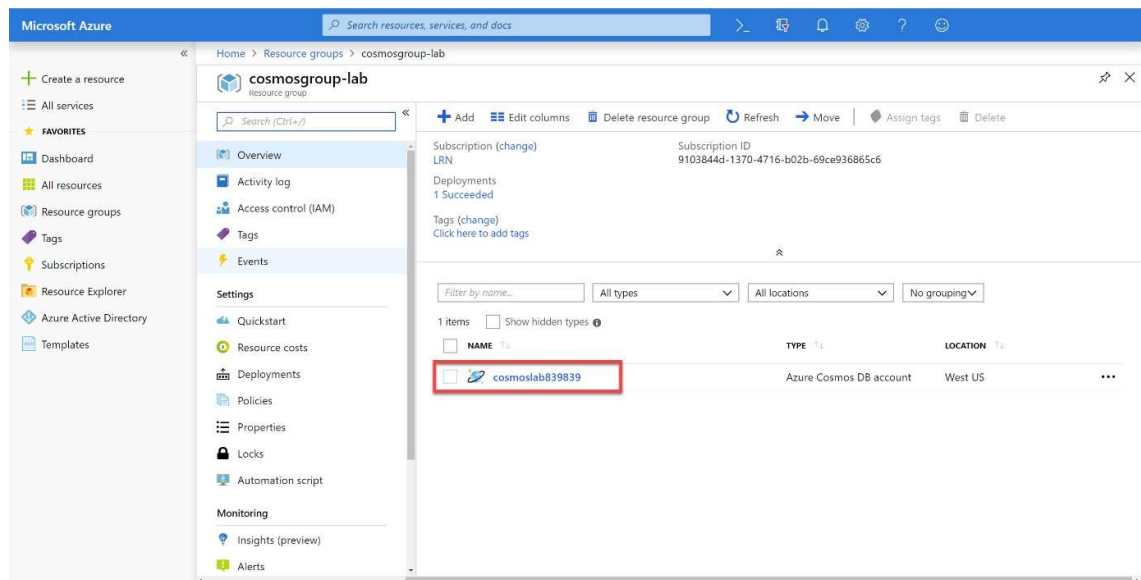 Microsoft Azure
Search resources, services, and docs
Home > Resource groups > cosmosgroup-lab
Create a resource
All services
FAVORITES
Dashboard
All resources
Resource groups
Tags
Subscriptions
Resource Explorer
Azure Active Directory
Templates
cosmosgroup-lab
Resource group
Search (Ctrl+/)
Overview
Activity log
Access control (IAM)
Tags
Events
Settings
Quickstart
Resource costs
Deployments
Policies
Properties
Locks
Automation script
Monitoring
Insights (preview)
Alerts
Add Edit columns Delete resource group Refresh Move Assign tags Delete
Subscription (change)
LRN
Subscription ID
9103844d-1370-4716-b02b-69ce936865c6
Deployments
1 Succeeded
Tags (change)
Click here to add tags
Filter by name... All types All locations No grouping
1 items Show hidden types
NAME TYPE LOCATION
cosmoslab839839 Azure Cosmos DB account West US